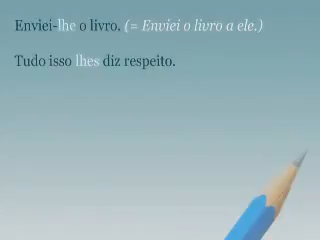 Enviei-lhe o livro. (= Enviei o livro a ele.)
Tudo isso lhes diz respeito.